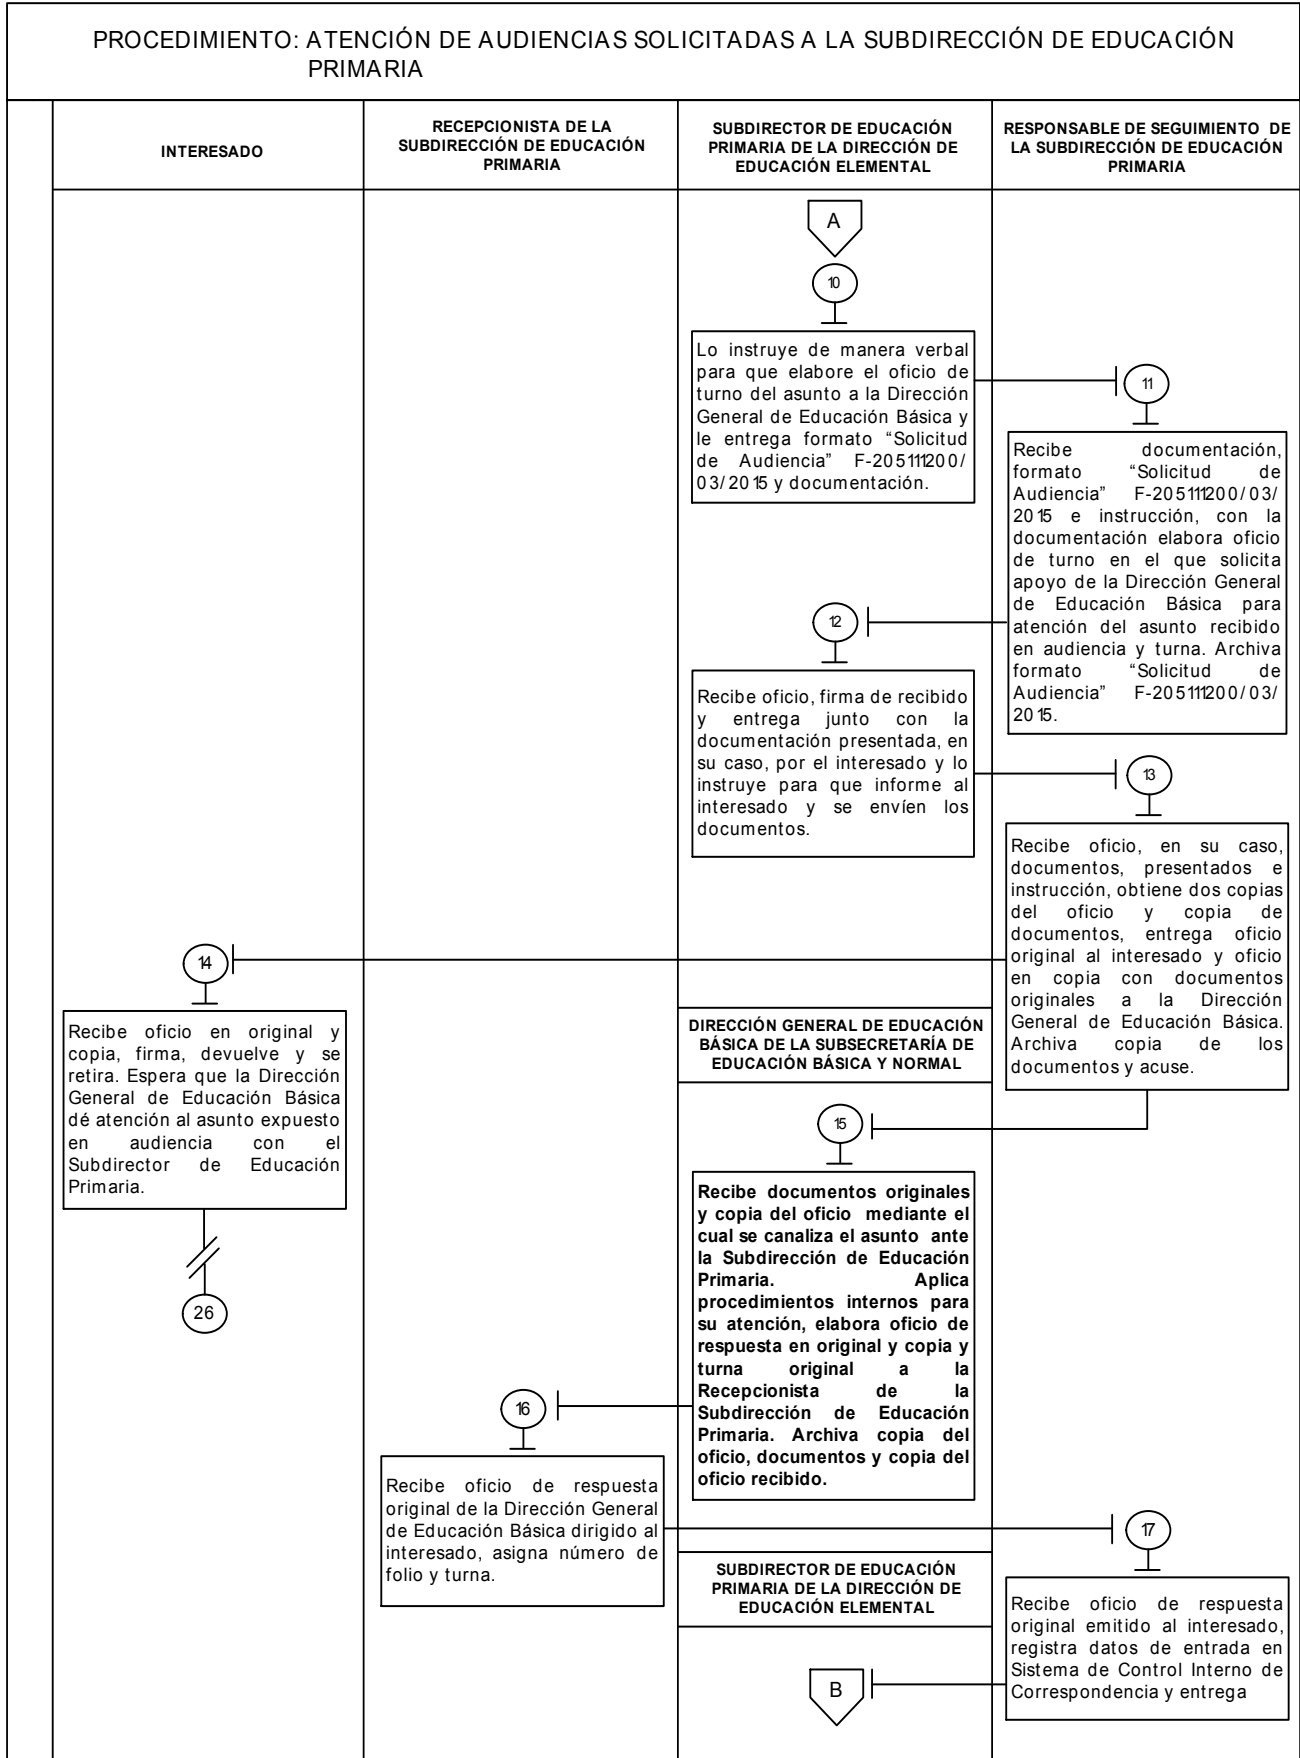 PROCEDIMIENTO: ATENCIÓN DE AUDIENCIAS SOLICITADAS A LA SUBDIRECCIÓN DE EDUCACIÓN
PRIMARIA
INTERESADO
RECEPCIONISTA DE LA
SUBDIRECCIÓN DE EDUCACIÓN
PRIMARIA
SUBDIRECTOR DE EDUCACIÓN
PRIMARIA DE LA DIRECCIÓN DE
EDUCACIÓN ELEMENTAL
RESPONSABLE DE SEGUIMIENTO DE
LA SUBDIRECCIÓN DE EDUCACIÓN
PRIMARIA
A
10
Lo instruye de manera verbal
para que elabore el oficio de
turno del asunto a la Dirección
General de Educación Básica y
le entrega formato “Solicitud
de Audiencia” F-205111200/
03/2015 y documentación.
11
Recibe documentación,
formato “Solicitud de
Audiencia” F-205111200/03/
2015 e instrucción, con la
documentación elabora oficio
de turno en el que solicita
apoyo de la Dirección General
de Educación Básica para
atención del asunto recibido
en audiencia y turna. Archiva
formato “Solicitud de
Audiencia” F-205111200/03/
2015.
12
Recibe oficio, firma de recibido
y entrega junto con la
documentación presentada, en
su caso, por el interesado y lo
instruye para que informe al
interesado y se envíen los
documentos.
13
Recibe oficio, en su caso,
documentos, presentados e
instrucción, obtiene dos copias
del oficio y copia de
documentos, entrega oficio
original al interesado y oficio
en copia con documentos
originales a la Dirección
General de Educación Básica.
Archiva copia de los
documentos y acuse.
14
Recibe oficio en original y
copia, firma, devuelve y se
retira. Espera que la Dirección
General de Educación Básica
dé atención al asunto expuesto
en audiencia con el
Subdirector de Educación
Primaria.
26
DIRECCIÓN GENERAL DE EDUCACIÓN
BÁSICA DE LA SUBSECRETARÍA DE
EDUCACIÓN BÁSICA Y NORMAL
15
Recibe documentos originales
y copia del oficio mediante el
cual se canaliza el asunto ante
la Subdirección de Educación
Primaria. Aplica
procedimientos internos para
su atención, elabora oficio de
respuesta en original y copia y
turna original a la
Recepcionista de la
Subdirección de Educación
Primaria. Archiva copia del
oficio, documentos y copia del
oficio recibido.
16
Recibe oficio de respuesta
original de la Dirección General
de Educación Básica dirigido al
interesado, asigna número de
folio y turna.
17
Recibe oficio de respuesta
original emitido al interesado,
registra datos de entrada en
Sistema de Control Interno de
Correspondencia y entrega
SUBDIRECTOR DE EDUCACIÓN
PRIMARIA DE LA DIRECCIÓN DE
EDUCACIÓN ELEMENTAL
B